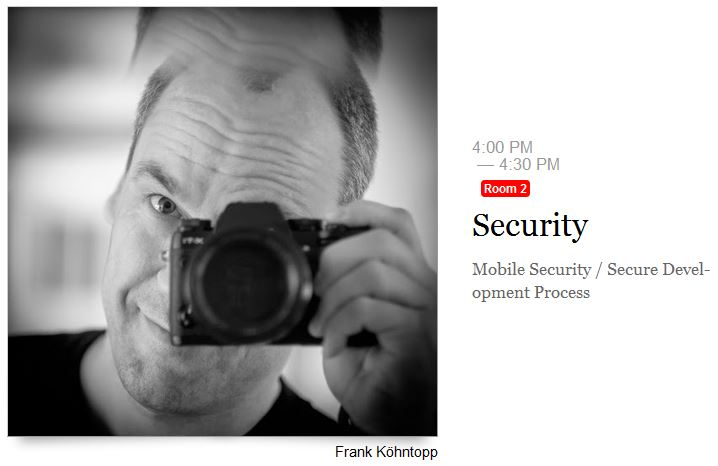 4:00 PM
— 4:30 PM
Room 2
Security
Mobile Security / Secure Devel-
opment Process
Frank Köhntopp